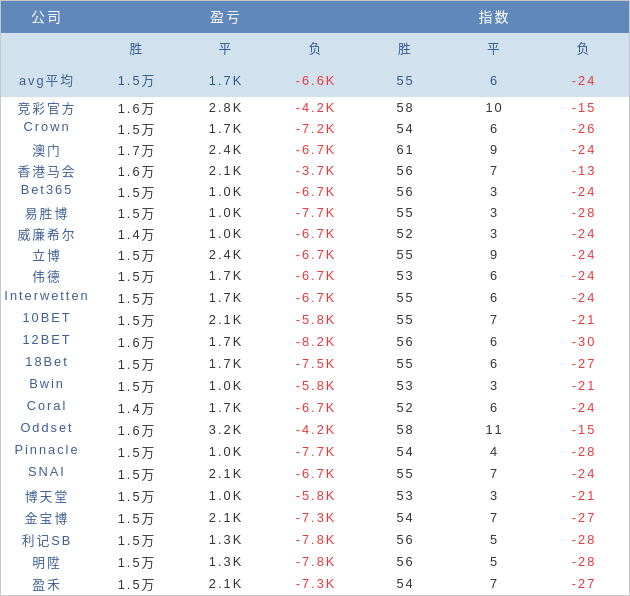 公司 盈亏 指数
胜 平 负 胜 平 负
avg平均 1.5万 1.7K -6.6K 55 6 -24
竞彩官方 1.6万 2.8K -4.2K 58 10 -15
Crown 1.5万 1.7K -7.2K 54 6 -26
澳门 1.7万 2.4K -6.7K 61 9 -24
香港马会 1.6万 2.1K -3.7K 56 7 -13
Bet365 1.5万 1.0K -6.7K 56 3 -24
易胜博 1.5万 1.0K -7.7K 55 3 -28
威廉希尔 1.4万 1.0K -6.7K 52 3 -24
立博 1.5万 2.4K -6.7K 55 9 -24
伟德 1.5万 1.7K -6.7K 53 6 -24
Interwetten 1.5万 1.7K -6.7K 55 6 -24
10BET 1.5万 2.1K -5.8K 55 7 -21
12BET 1.6万 1.7K -8.2K 56 6 -30
18Bet 1.5万 1.7K -7.5K 55 6 -27
Bwin 1.5万 1.0K -5.8K 53 3 -21
Coral 1.4万 1.7K -6.7K 52 6 -24
Oddset 1.6万 3.2K -4.2K 58 11 -15
Pinnacle 1.5万 1.0K -7.7K 54 4 -28
SNAI 1.5万 2.1K -6.7K 55 7 -24
博天堂 1.5万 1.0K -5.8K 53 3 -21
金宝博 1.5万 2.1K -7.3K 54 7 -27
利记SB 1.5万 1.3K -7.8K 56 5 -28
明陞 1.5万 1.3K -7.8K 56 5 -28
盈禾 1.5万 2.1K -7.3K 54 7 -27